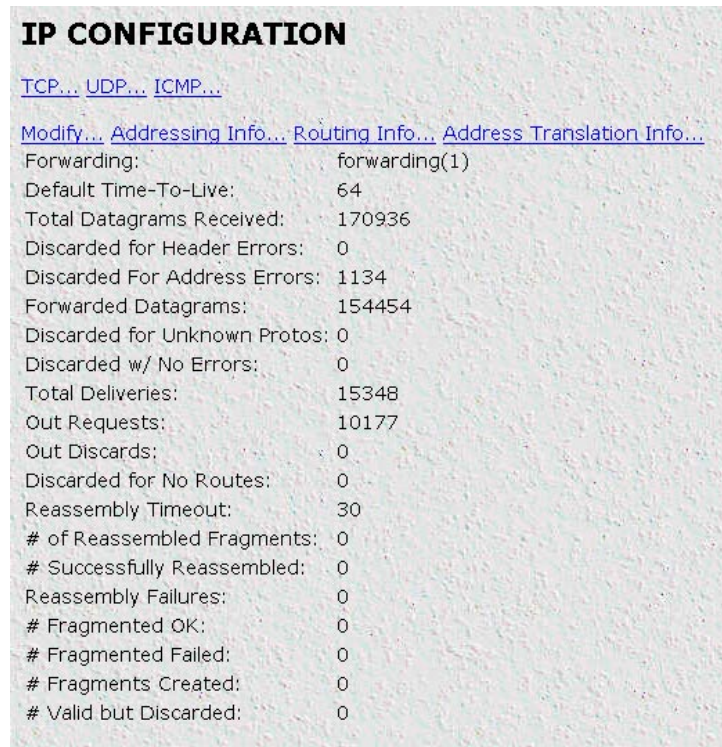 IP CONFIGURATION
TCP... UDP... ICMP...
Modify... Addressing Info... Routing Info... Address Translation Info...
Forwarding: forwarding(1)
Default Time-To-Live: 64
Total Datagrams Received: 170936
Discarded for Header Errors: 0
Discarded For Address Errors: 1134
Forwarded Datagrams: 154454
Discarded for Unknown Protos: 0
Discarded w/ No Errors: 0
Total Deliveries: 15348
Out Requests: 10177
Out Discards: 0
Discarded for No Routes: 0
Reassembly Timeout: 30
# of Reassembled Fragments: 0
# Successfully Reassembled: 0
Reassembly Failures: 0
# Fragmented OK: 0
# Fragmented Failed: 0
# Fragments Created: 0
# Valid but Discarded: 0